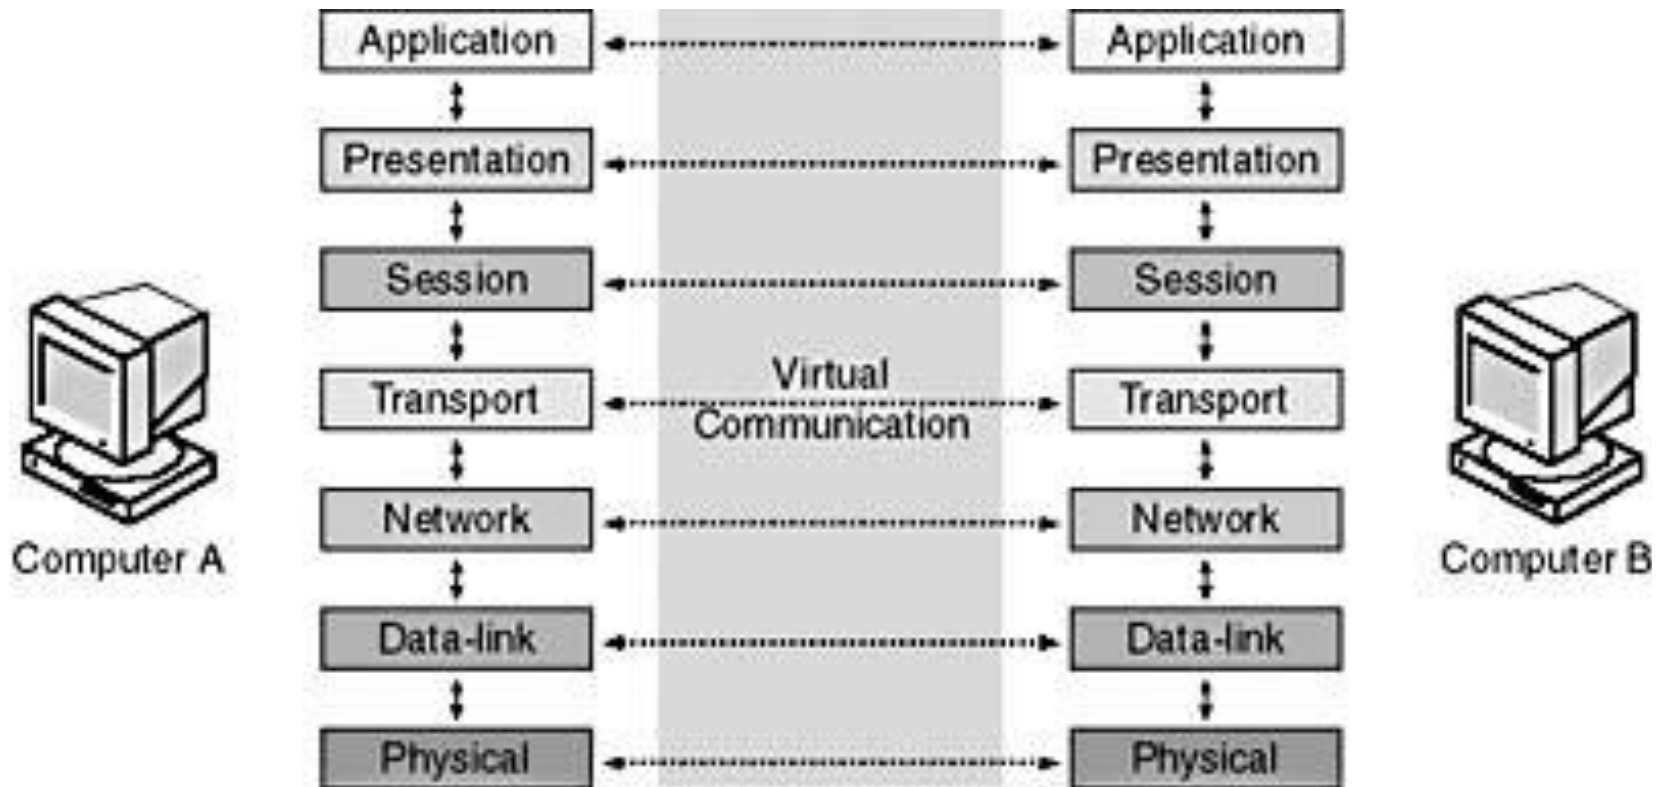 Application
Application
Presentation
Presentation
Session
Session
Virtual
Transport
Communication
Transport
Network
Network
Computer A
Computer B
Data-link
Data-link
Physical
Physical